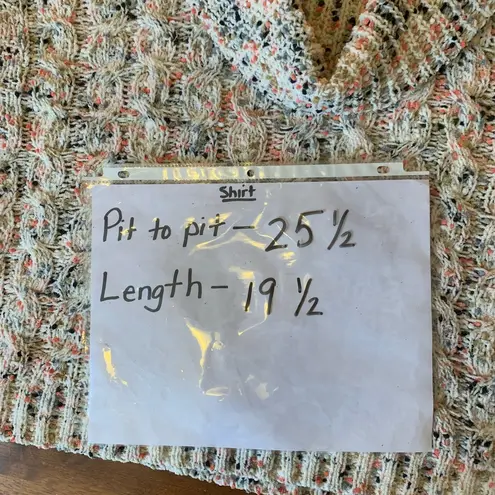 Shirt
Pit to pit - 25 1/2
Length - 19 1/2